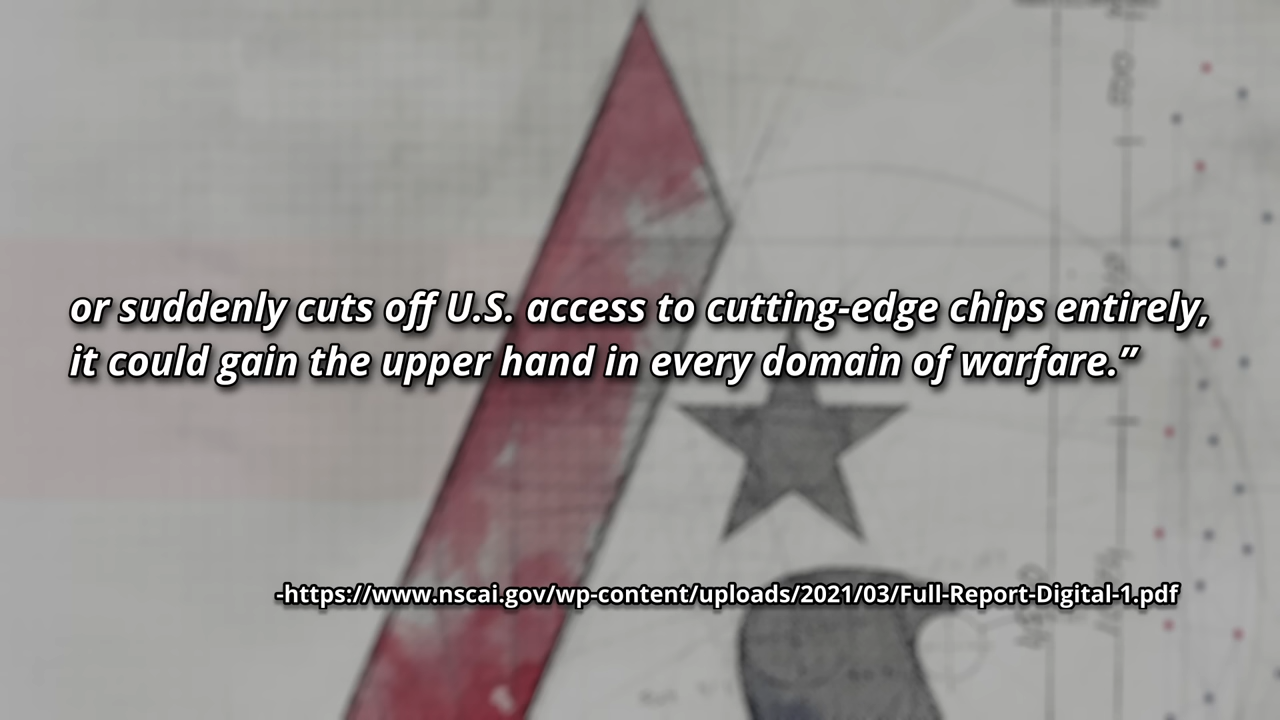 or suddenly cuts off U.S. access to cutting-edge chips entirely,
it could gain the upper hand in every domain of warfare.”
-https://www.nscai.gov/wp-content/uploads/2021/03/Full-Report-Digital-1.pdf